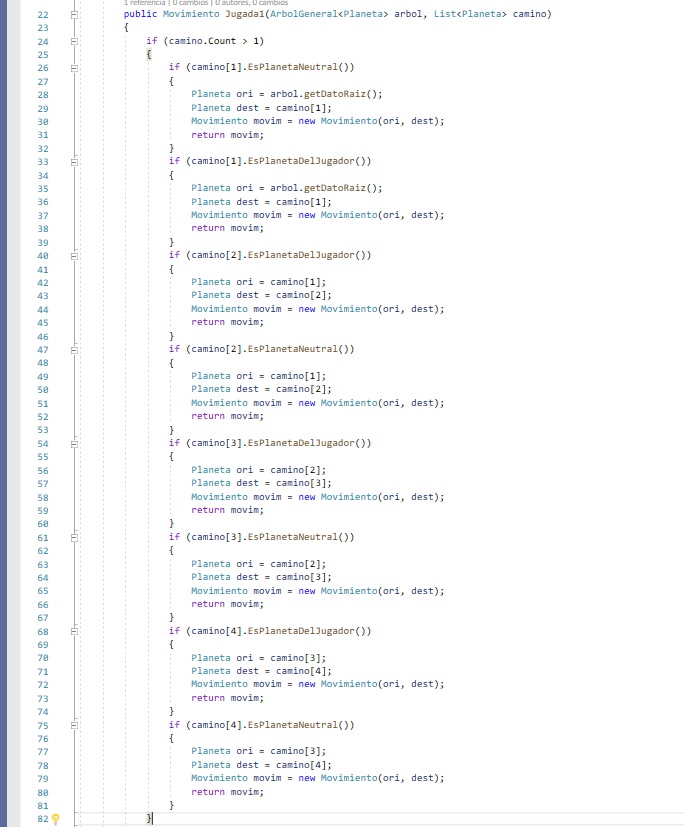 1 referencia | 0 cambios | 0 autores, 0 cambios
22 public Movimiento Jugada1(ArbolGeneral<Planeta> arbol, List<Planeta> camino)
23 {
24 if (camino.Count > 1)
25 {
26 if (camino[1].EsPlanetaNeutral())
27 {
28 Planeta ori = arbol.getDatoRaiz();
29 Planeta dest = camino[1];
30 Movimiento movim = new Movimiento(ori, dest);
31 return movim;
32 }
33 if (camino[1].EsPlanetaDelJugador())
34 {
35 Planeta ori = arbol.getDatoRaiz();
36 Planeta dest = camino[1];
37 Movimiento movim = new Movimiento(ori, dest);
38 return movim;
39 }
40 if (camino[2].EsPlanetaDelJugador())
41 {
42 Planeta ori = camino[1];
43 Planeta dest = camino[2];
44 Movimiento movim = new Movimiento(ori, dest);
45 return movim;
46 }
47 if (camino[2].EsPlanetaNeutral())
48 {
49 Planeta ori = camino[1];
50 Planeta dest = camino[2];
51 Movimiento movim = new Movimiento(ori, dest);
52 return movim;
53 }
54 if (camino[3].EsPlanetaDelJugador())
55 {
56 Planeta ori = camino[2];
57 Planeta dest = camino[3];
58 Movimiento movim = new Movimiento(ori, dest);
59 return movim;
60 }
61 if (camino[3].EsPlanetaNeutral())
62 {
63 Planeta ori = camino[2];
64 Planeta dest = camino[3];
65 Movimiento movim = new Movimiento(ori, dest);
66 return movim;
67 }
68 if (camino[4].EsPlanetaDelJugador())
69 {
70 Planeta ori = camino[3];
71 Planeta dest = camino[4];
72 Movimiento movim = new Movimiento(ori, dest);
73 return movim;
74 }
75 if (camino[4].EsPlanetaNeutral())
76 {
77 Planeta ori = camino[3];
78 Planeta dest = camino[4];
79 Movimiento movim = new Movimiento(ori, dest);
80 return movim;
81 }
82 }